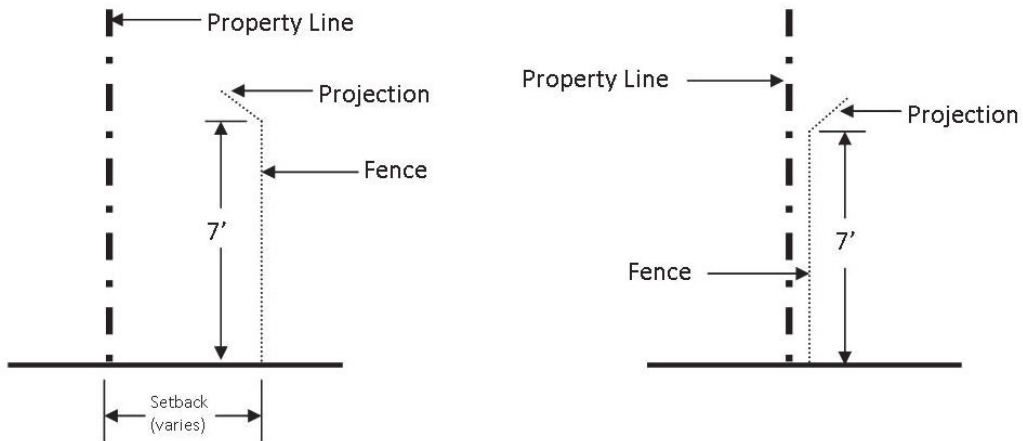 Property Line
Projection
Fence
7’
Setback
(varies)
Property Line
Projection
7’
Fence